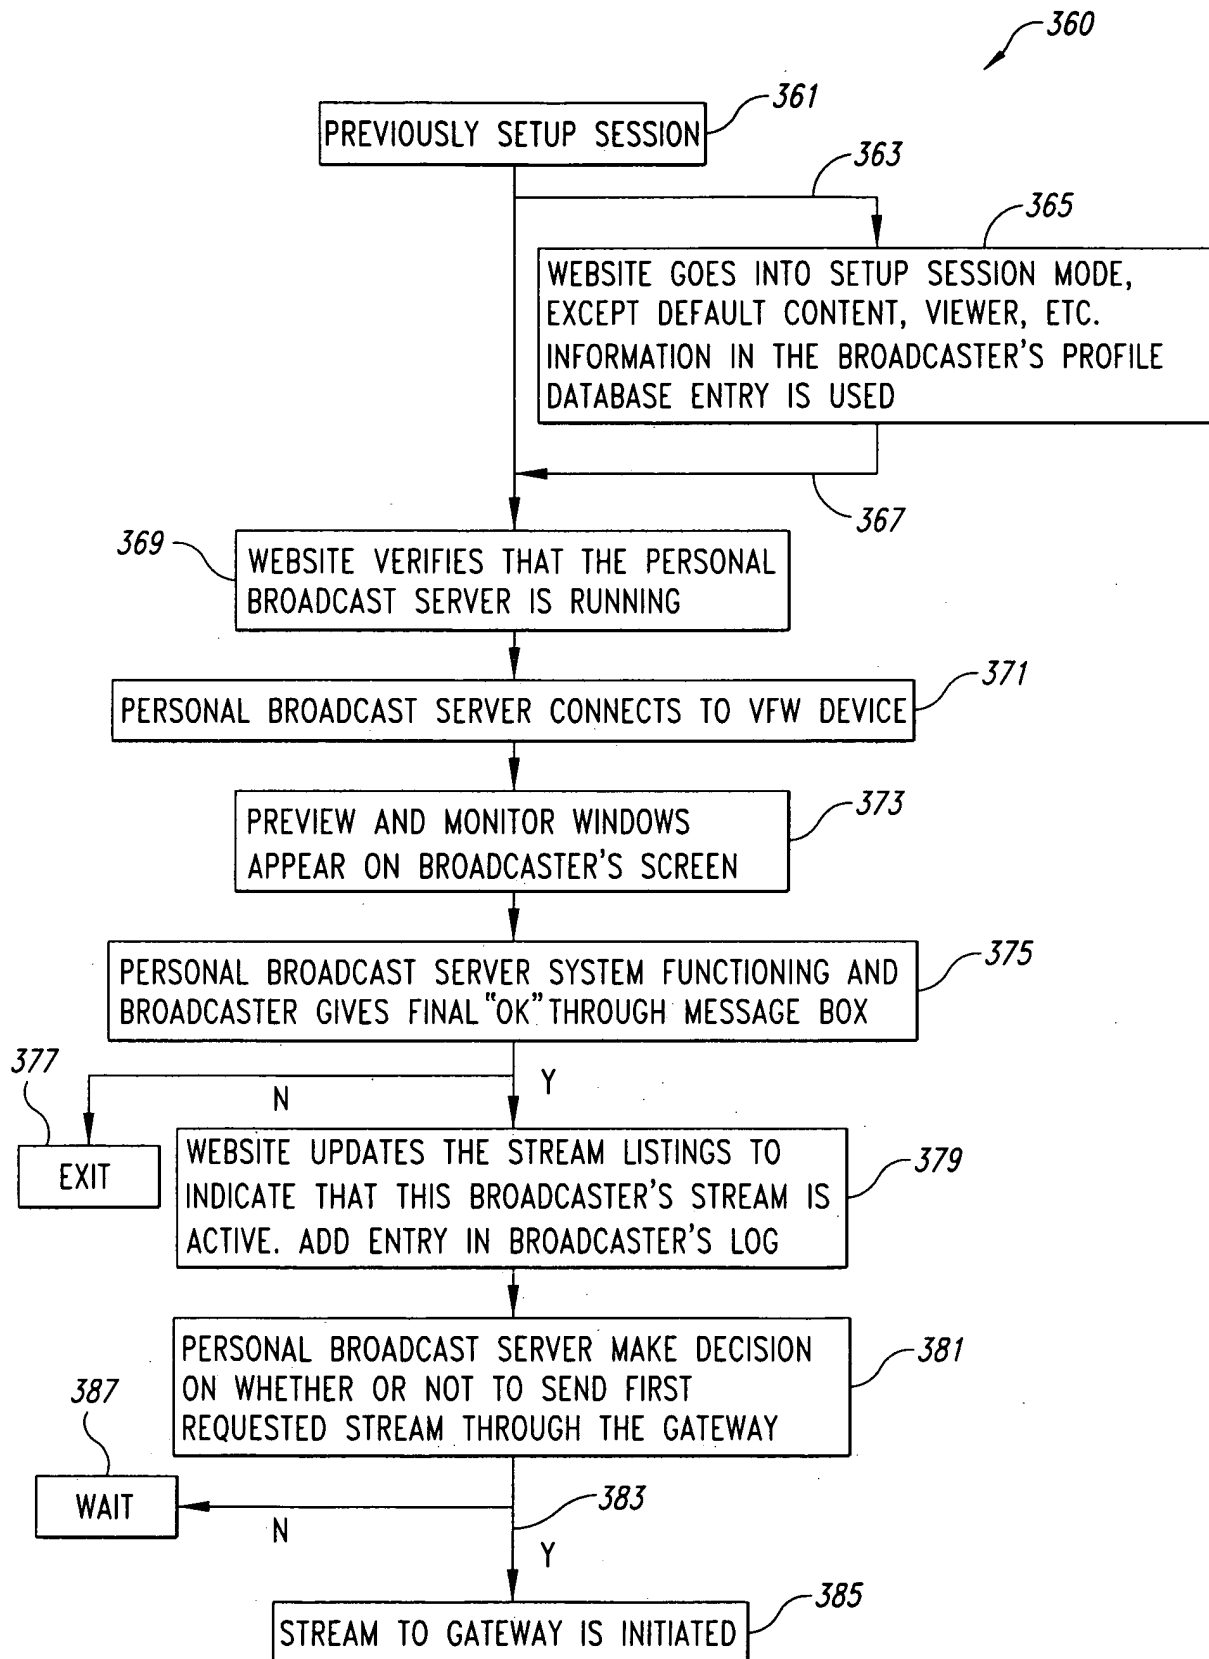 360
361
PREVIOUSLY SETUP SESSION
363
365
WEBSITE GOES INTO SETUP SESSION MODE,
EXCEPT DEFAULT CONTENT, VIEWER, ETC.
INFORMATION IN THE BROADCASTER'S PROFILE
DATABASE ENTRY IS USED
367
369
WEBSITE VERIFIES THAT THE PERSONAL
BROADCAST SERVER IS RUNNING
371
PERSONAL BROADCAST SERVER CONNECTS TO VFW DEVICE
373
PREVIEW AND MONITOR WINDOWS
APPEAR ON BROADCASTER'S SCREEN
375
PERSONAL BROADCAST SERVER SYSTEM FUNCTIONING AND
BROADCASTER GIVES FINAL "OK" THROUGH MESSAGE BOX
377
N
Y
EXIT
379
WEBSITE UPDATES THE STREAM LISTINGS TO
INDICATE THAT THIS BROADCASTER'S STREAM IS
ACTIVE. ADD ENTRY IN BROADCASTER'S LOG
381
PERSONAL BROADCAST SERVER MAKE DECISION
ON WHETHER OR NOT TO SEND FIRST
REQUESTED STREAM THROUGH THE GATEWAY
387
WAIT
383
N
Y
385
STREAM TO GATEWAY IS INITIATED